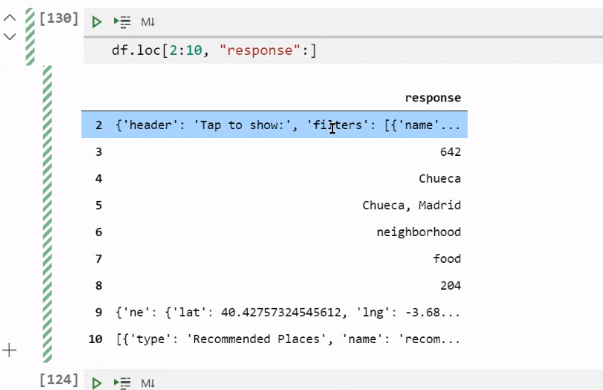 [130] M↓
df.loc[2:10, "response":]
response
2 {'header': 'Tap to show:', 'filters': [{'name'...
3 642
4 Chueca
5 Chueca, Madrid
6 neighborhood
7 food
8 204
9 {'ne': {'lat': 40.42757324545612, 'lng': -3.68...
10 [{'type': 'Recommended Places', 'name': 'recom...
[124] M↓